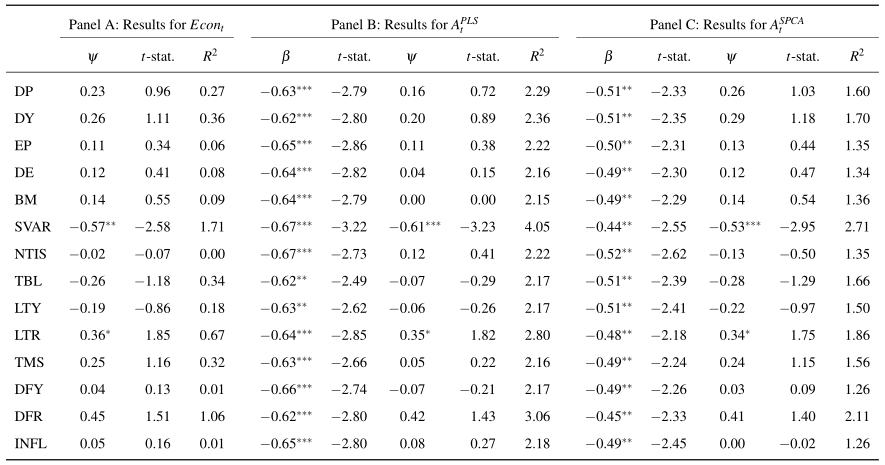 Panel A: Results for Econₜ Panel B: Results for Aₜᴾᴸˢ Panel C: Results for Aₜˢᴾᶜᴬ
ψ t-stat. R² β t-stat. ψ t-stat. R² β t-stat. ψ t-stat. R²
DP 0.23 0.96 0.27 −0.63*** −2.79 0.16 0.72 2.29 −0.51** −2.33 0.26 1.03 1.60
DY 0.26 1.11 0.36 −0.62*** −2.80 0.20 0.89 2.36 −0.51** −2.35 0.29 1.18 1.70
EP 0.11 0.34 0.06 −0.65*** −2.86 0.11 0.38 2.22 −0.50** −2.31 0.13 0.44 1.35
DE 0.12 0.41 0.08 −0.64*** −2.82 0.04 0.15 2.16 −0.49** −2.30 0.12 0.47 1.34
BM 0.14 0.55 0.09 −0.64*** −2.79 0.00 0.00 2.15 −0.49** −2.29 0.14 0.54 1.36
SVAR −0.57** −2.58 1.71 −0.67*** −3.22 −0.61*** −3.23 4.05 −0.44** −2.55 −0.53*** −2.95 2.71
NTIS −0.02 −0.07 0.00 −0.67*** −2.73 0.12 0.41 2.22 −0.52** −2.62 −0.13 −0.50 1.35
TBL −0.26 −1.18 0.34 −0.62** −2.49 −0.07 −0.29 2.17 −0.51** −2.39 −0.28 −1.29 1.66
LTY −0.19 −0.86 0.18 −0.63** −2.62 −0.06 −0.26 2.17 −0.51** −2.41 −0.22 −0.97 1.50
LTR 0.36* 1.85 0.67 −0.64*** −2.85 0.35* 1.82 2.80 −0.48** −2.18 0.34* 1.75 1.86
TMS 0.25 1.16 0.32 −0.63*** −2.66 0.05 0.22 2.16 −0.49** −2.24 0.24 1.15 1.56
DFY 0.04 0.13 0.01 −0.66*** −2.74 −0.07 −0.21 2.17 −0.49** −2.26 0.03 0.09 1.26
DFR 0.45 1.51 1.06 −0.62*** −2.80 0.42 1.43 3.06 −0.45** −2.33 0.41 1.40 2.11
INFL 0.05 0.16 0.01 −0.65*** −2.80 0.08 0.27 2.18 −0.49** −2.45 0.00 −0.02 1.26